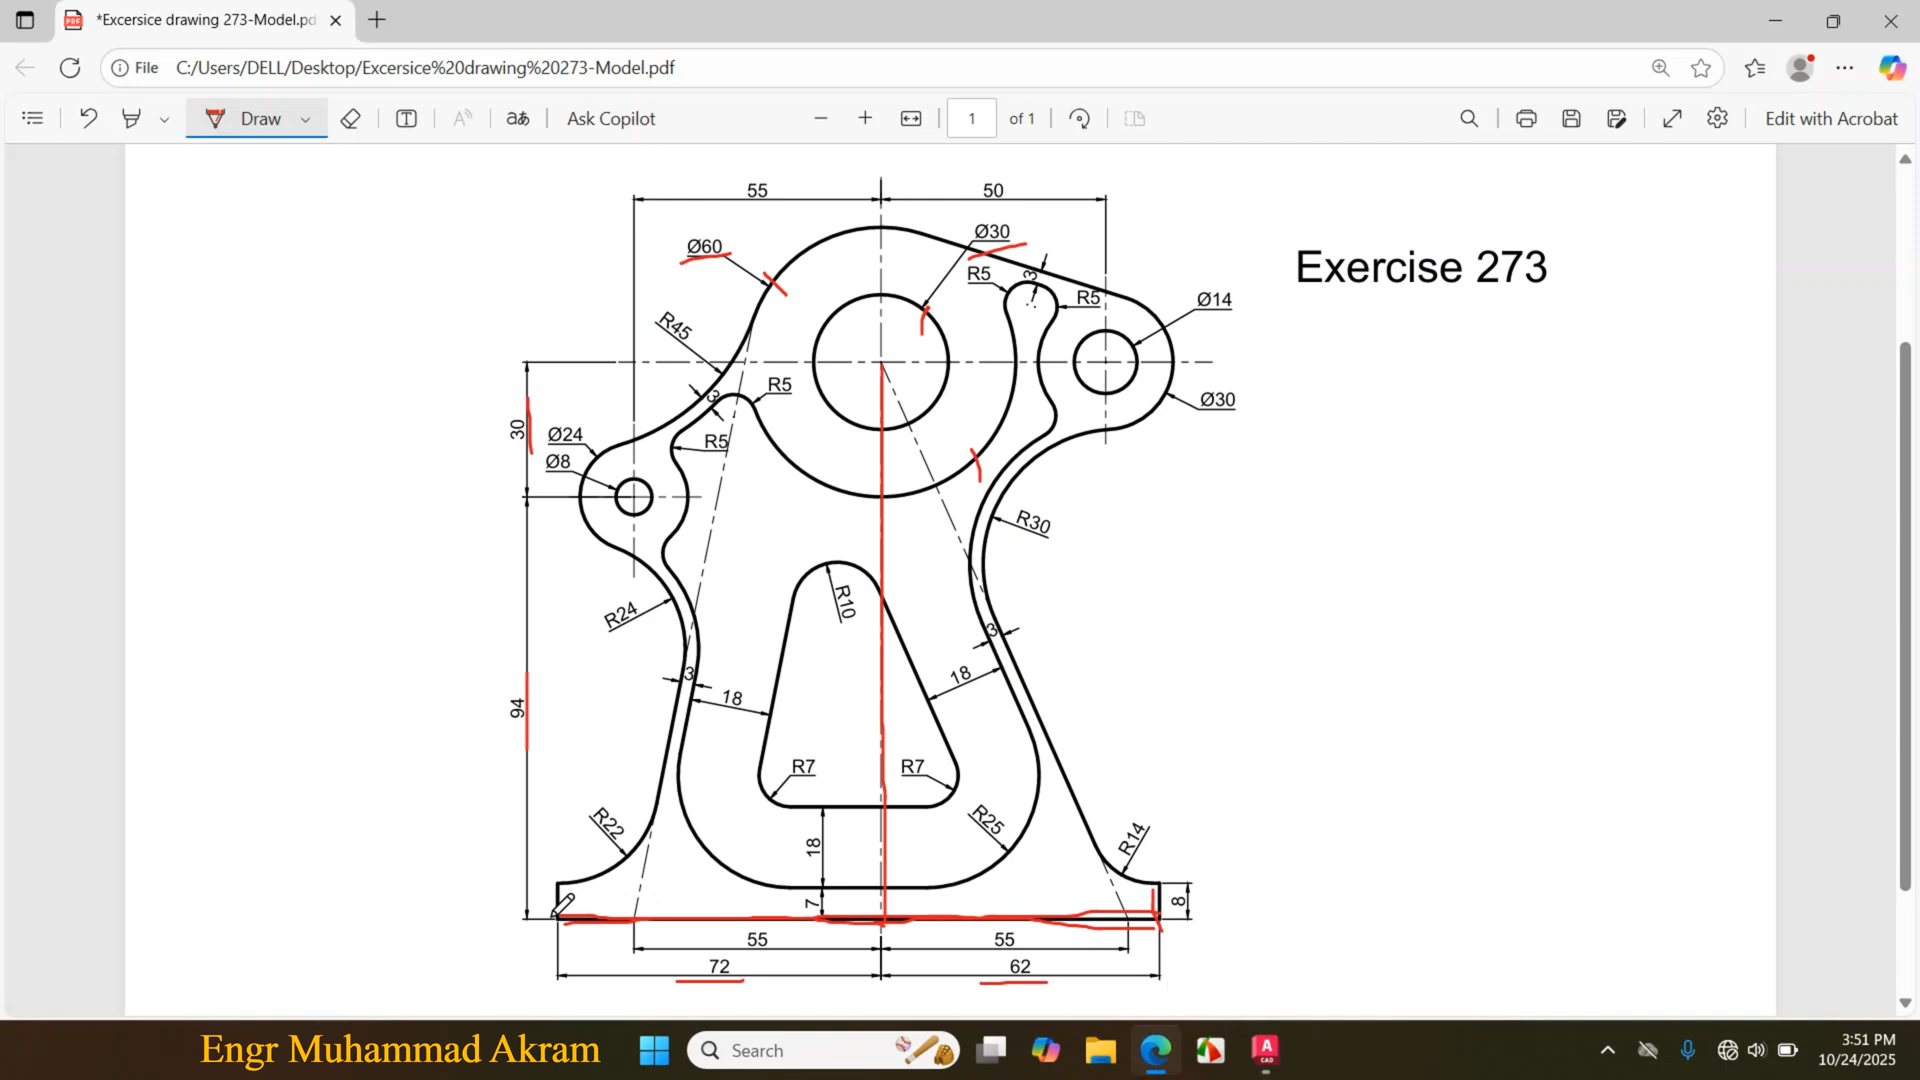 *Excersice drawing 273-Model.pd
File C:/Users/DELL/Desktop/Excersice%20drawing%20273-Model.pdf
Draw
Ask Copilot
1 of 1
Edit with Acrobat
55 50
Exercise 273
Ø60
Ø30
R5
3
R5
Ø14
R45
R5
3
Ø30
30
Ø24
R5
Ø8
R30
R10
R24
3
3
18
18
94
R7 R7
R22
R25
R14
18
7
8
55 55
72 62
Engr Muhammad Akram
Search
3:51 PM
10/24/2025